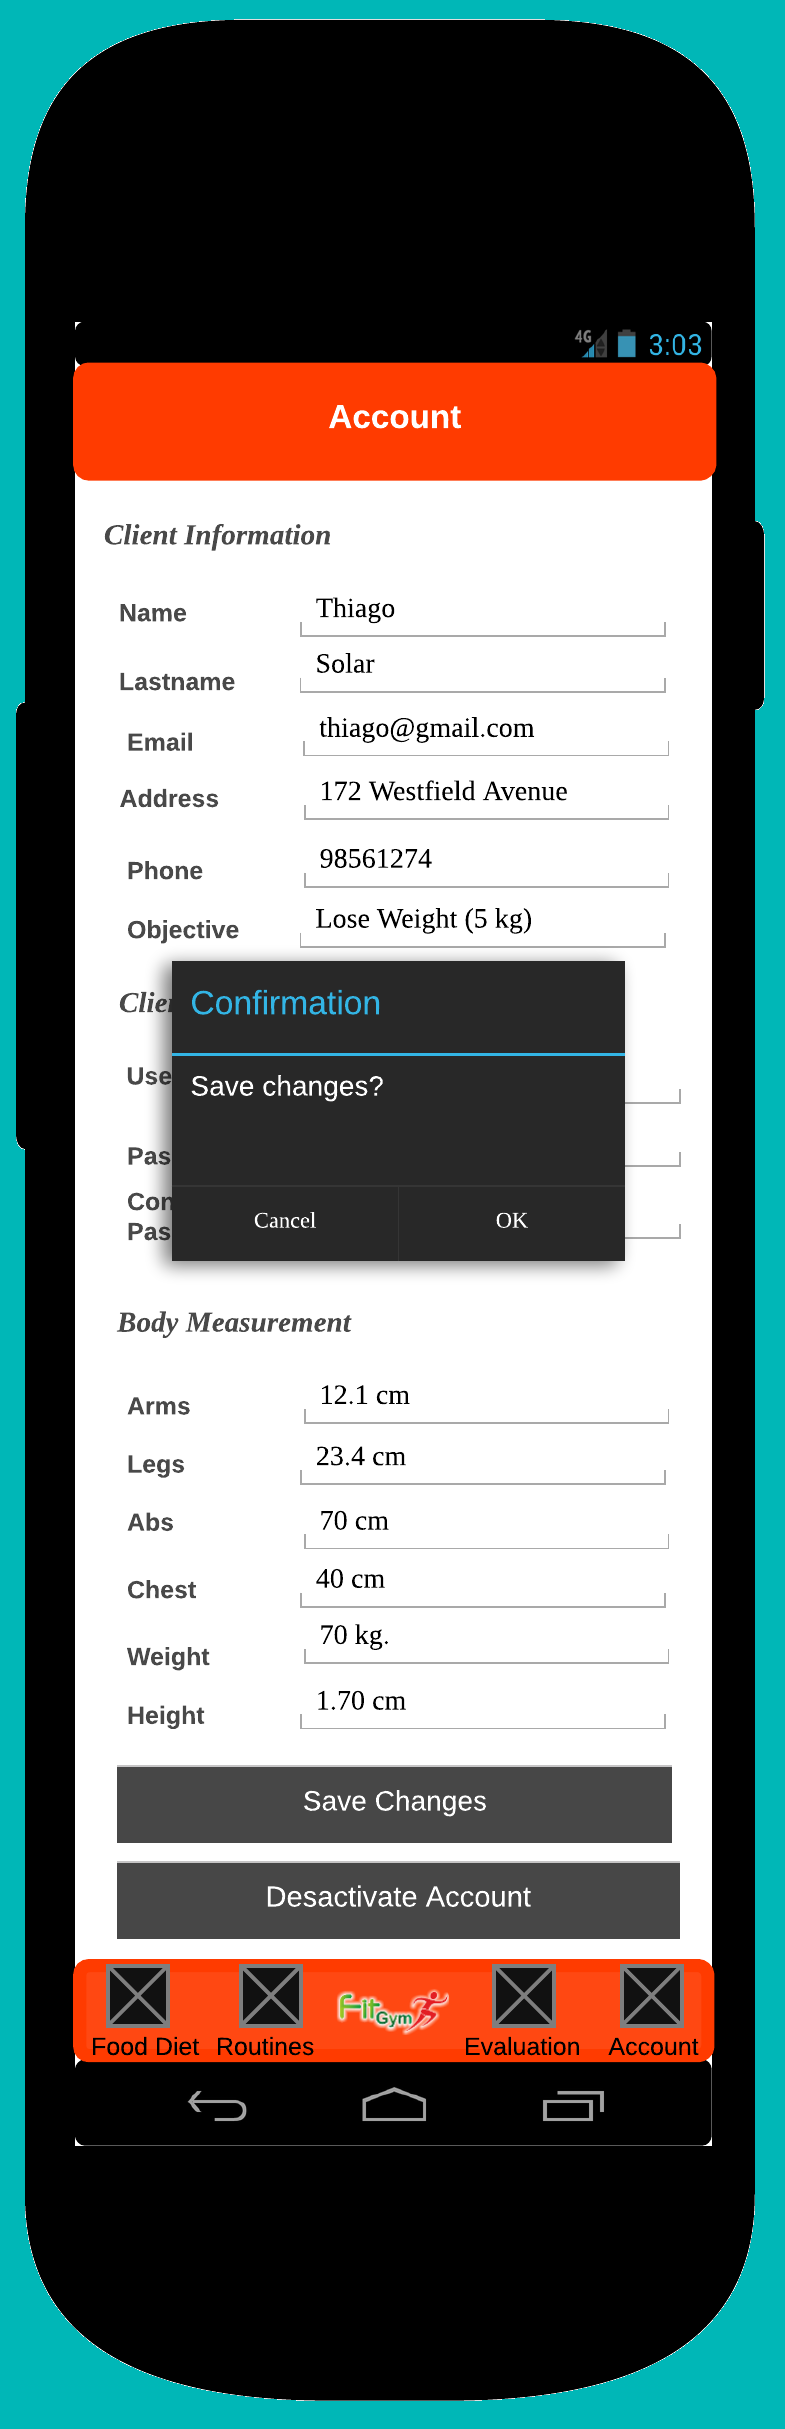 4G 3:03
Account
Client Information
Name Thiago
Lastname Solar
Email thiago@gmail.com
Address 172 Westfield Avenue
Phone 98561274
Objective Lose Weight (5 kg)
Clie
Confirmation
Use
Save changes?
Pas
Con
Pas
Cancel OK
Body Measurement
Arms 12.1 cm
Legs 23.4 cm
Abs 70 cm
Chest 40 cm
Weight 70 kg.
Height 1.70 cm
Save Changes
Desactivate Account
Fit
Gym
Food Diet Routines Evaluation Account